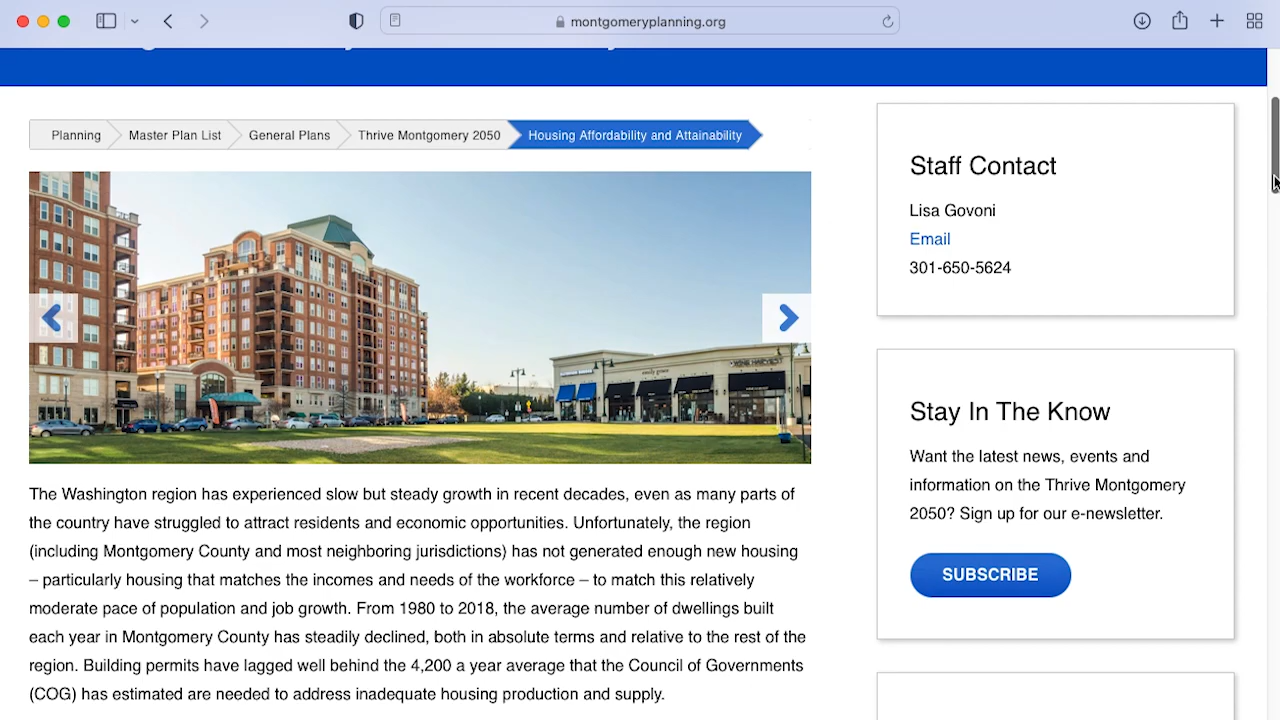 montgomeryplanning.org
Planning
Master Plan List
General Plans
Thrive Montgomery 2050
Housing Affordability and Attainability
The Washington region has experienced slow but steady growth in recent decades, even as many parts of
the country have struggled to attract residents and economic opportunities. Unfortunately, the region
(including Montgomery County and most neighboring jurisdictions) has not generated enough new housing
– particularly housing that matches the incomes and needs of the workforce – to match this relatively
moderate pace of population and job growth. From 1980 to 2018, the average number of dwellings built
each year in Montgomery County has steadily declined, both in absolute terms and relative to the rest of the
region. Building permits have lagged well behind the 4,200 a year average that the Council of Governments
(COG) has estimated are needed to address inadequate housing production and supply.
Staff Contact
Lisa Govoni
Email
301-650-5624
Stay In The Know
Want the latest news, events and
information on the Thrive Montgomery
2050? Sign up for our e-newsletter.
SUBSCRIBE